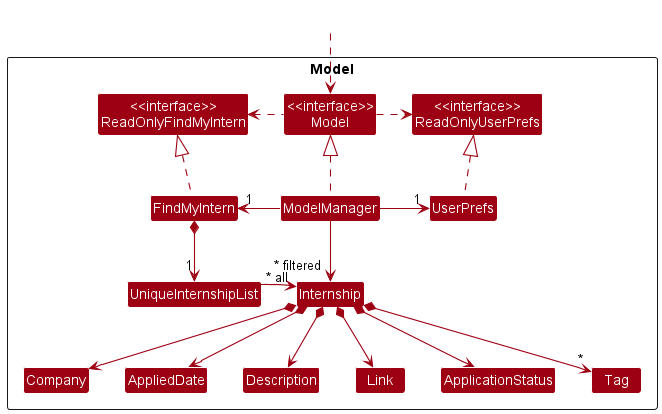 Model
<<interface>>
ReadOnlyFindMyIntern
<<interface>>
Model
<<interface>>
ReadOnlyUserPrefs
FindMyIntern
1
ModelManager
1
UserPrefs
1
* filtered
* all
UniqueInternshipList
Internship
*
Company
AppliedDate
Description
Link
ApplicationStatus
Tag